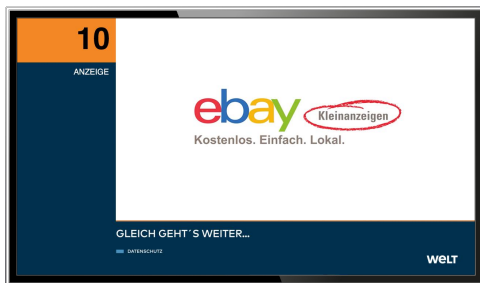 10
ANZEIGE
ebay Kleinanzeigen
Kostenlos. Einfach. Lokal.
GLEICH GEHT´S WEITER...
DATENSCHUTZ
WELT